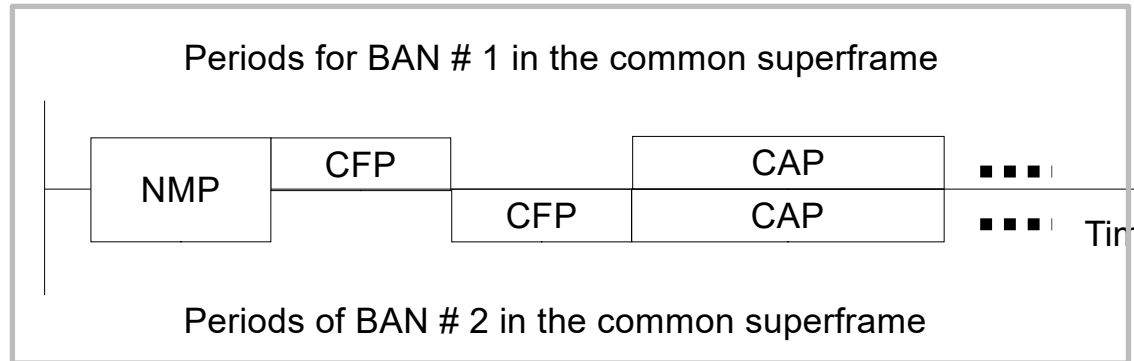 Periods for BAN # 1 in the common superframe
CFP
CAP
NMP
CFP
CAP
Tim
Periods of BAN # 2 in the common superframe